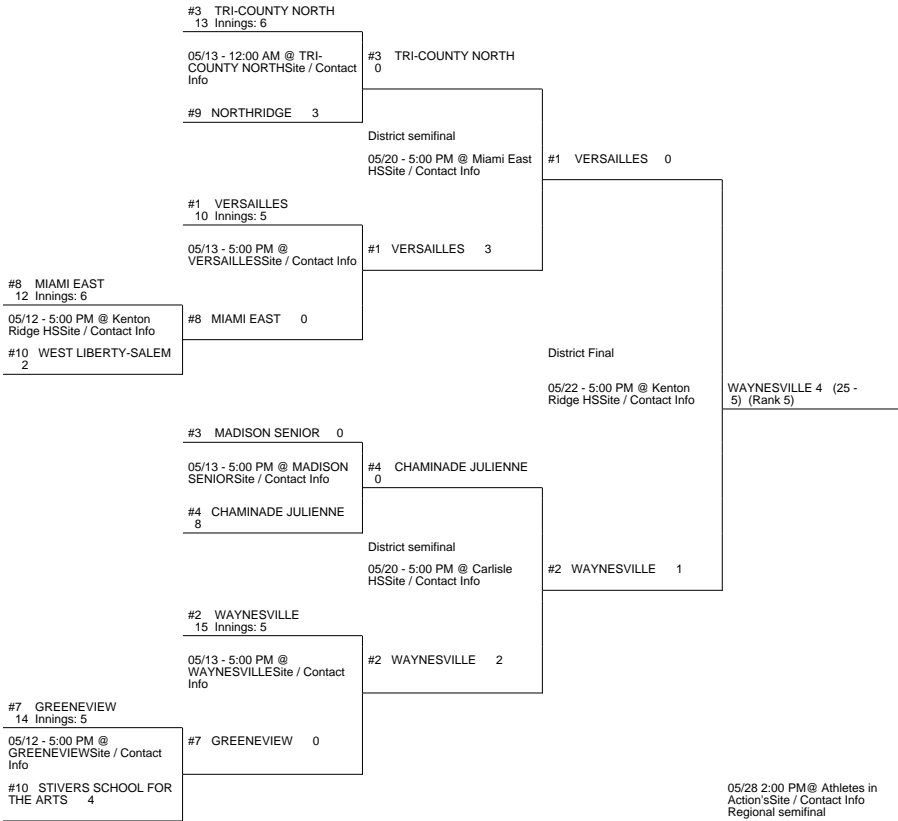 #3 TRI-COUNTY NORTH
13 Innings: 6
05/13 - 12:00 AM @ TRI-
COUNTY NORTHSite / Contact
Info
#9 NORTHRIDGE 3
#3 TRI-COUNTY NORTH
0
District semifinal
05/20 - 5:00 PM @ Miami East
HSSite / Contact Info
#1 VERSAILLES 0
#1 VERSAILLES
10 Innings: 5
05/13 - 5:00 PM @
VERSAILLESSite / Contact Info
#1 VERSAILLES 3
#8 MIAMI EAST
12 Innings: 6
05/12 - 5:00 PM @ Kenton
Ridge HSSite / Contact Info
#10 WEST LIBERTY-SALEM
2
#8 MIAMI EAST 0
District Final
05/22 - 5:00 PM @ Kenton
Ridge HSSite / Contact Info
WAYNESVILLE 4 (25 -
5) (Rank 5)
#3 MADISON SENIOR 0
05/13 - 5:00 PM @ MADISON
SENIORSite / Contact Info
#4 CHAMINADE JULIENNE
8
#4 CHAMINADE JULIENNE
0
District semifinal
05/20 - 5:00 PM @ Carlisle
HSSite / Contact Info
#2 WAYNESVILLE 1
#2 WAYNESVILLE
15 Innings: 5
05/13 - 5:00 PM @
WAYNESVILLESite / Contact
Info
#2 WAYNESVILLE 2
#7 GREENEVIEW
14 Innings: 5
05/12 - 5:00 PM @
GREENEVIEWSite / Contact
Info
#10 STIVERS SCHOOL FOR
THE ARTS 4
#7 GREENEVIEW 0
05/28 2:00 PM@ Athletes in
Action'sSite / Contact Info
Regional semifinal